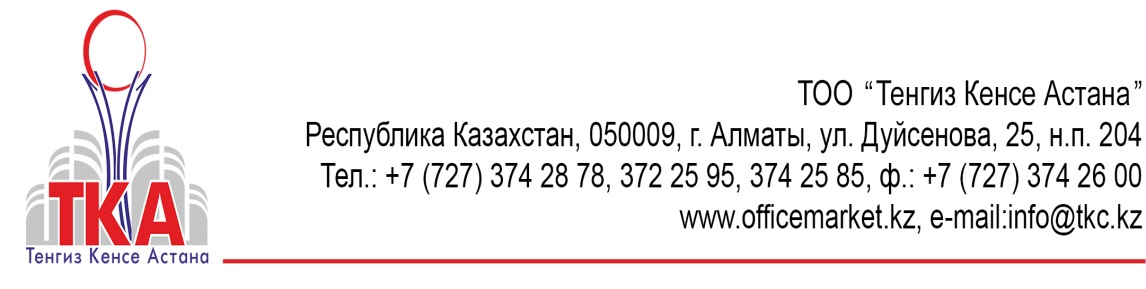 ТКА
Тенгиз Кенсе Астана
ТОО “Тенгиз Кенсе Астана”
Республика Казахстан, 050009, г. Алматы, ул. Дуйсенова, 25, н.п. 204
Тел.: +7 (727) 374 28 78, 372 25 95, 374 25 85, ф.: +7 (727) 374 26 00
www.officemarket.kz, e-mail:info@tkc.kz